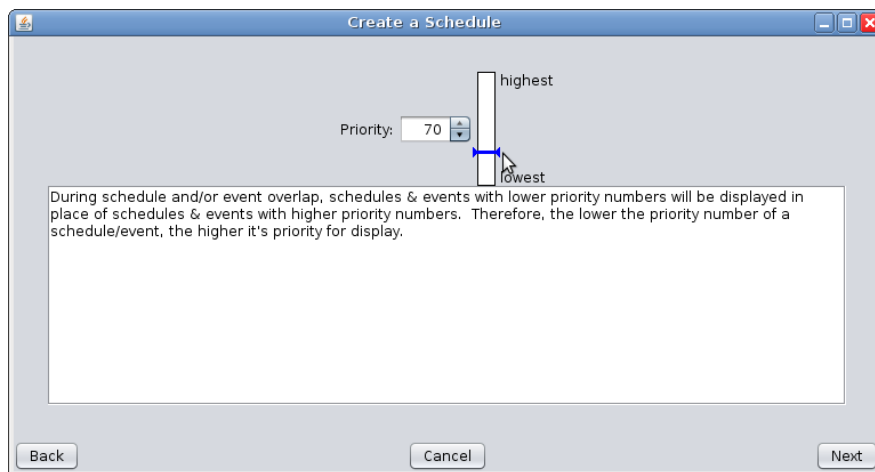 Create a Schedule
highest
Priority: 70
lowest
During schedule and/or event overlap, schedules & events with lower priority numbers will be displayed in
place of schedules & events with higher priority numbers.  Therefore, the lower the priority number of a
schedule/event, the higher it's priority for display.
Back Cancel Next